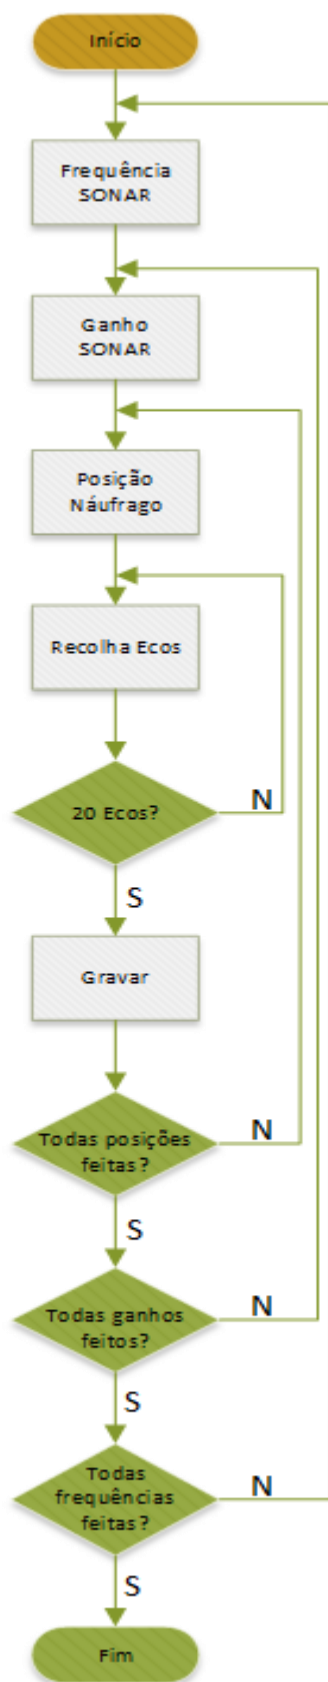 Início
Frequência
SONAR
Ganho
SONAR
Posição
Náufrago
Recolha Ecos
20 Ecos?
N
S
Gravar
Todas posições
feitas?
N
S
Todas ganhos
feitos?
N
S
Todas
frequências
feitas?
N
S
Fim